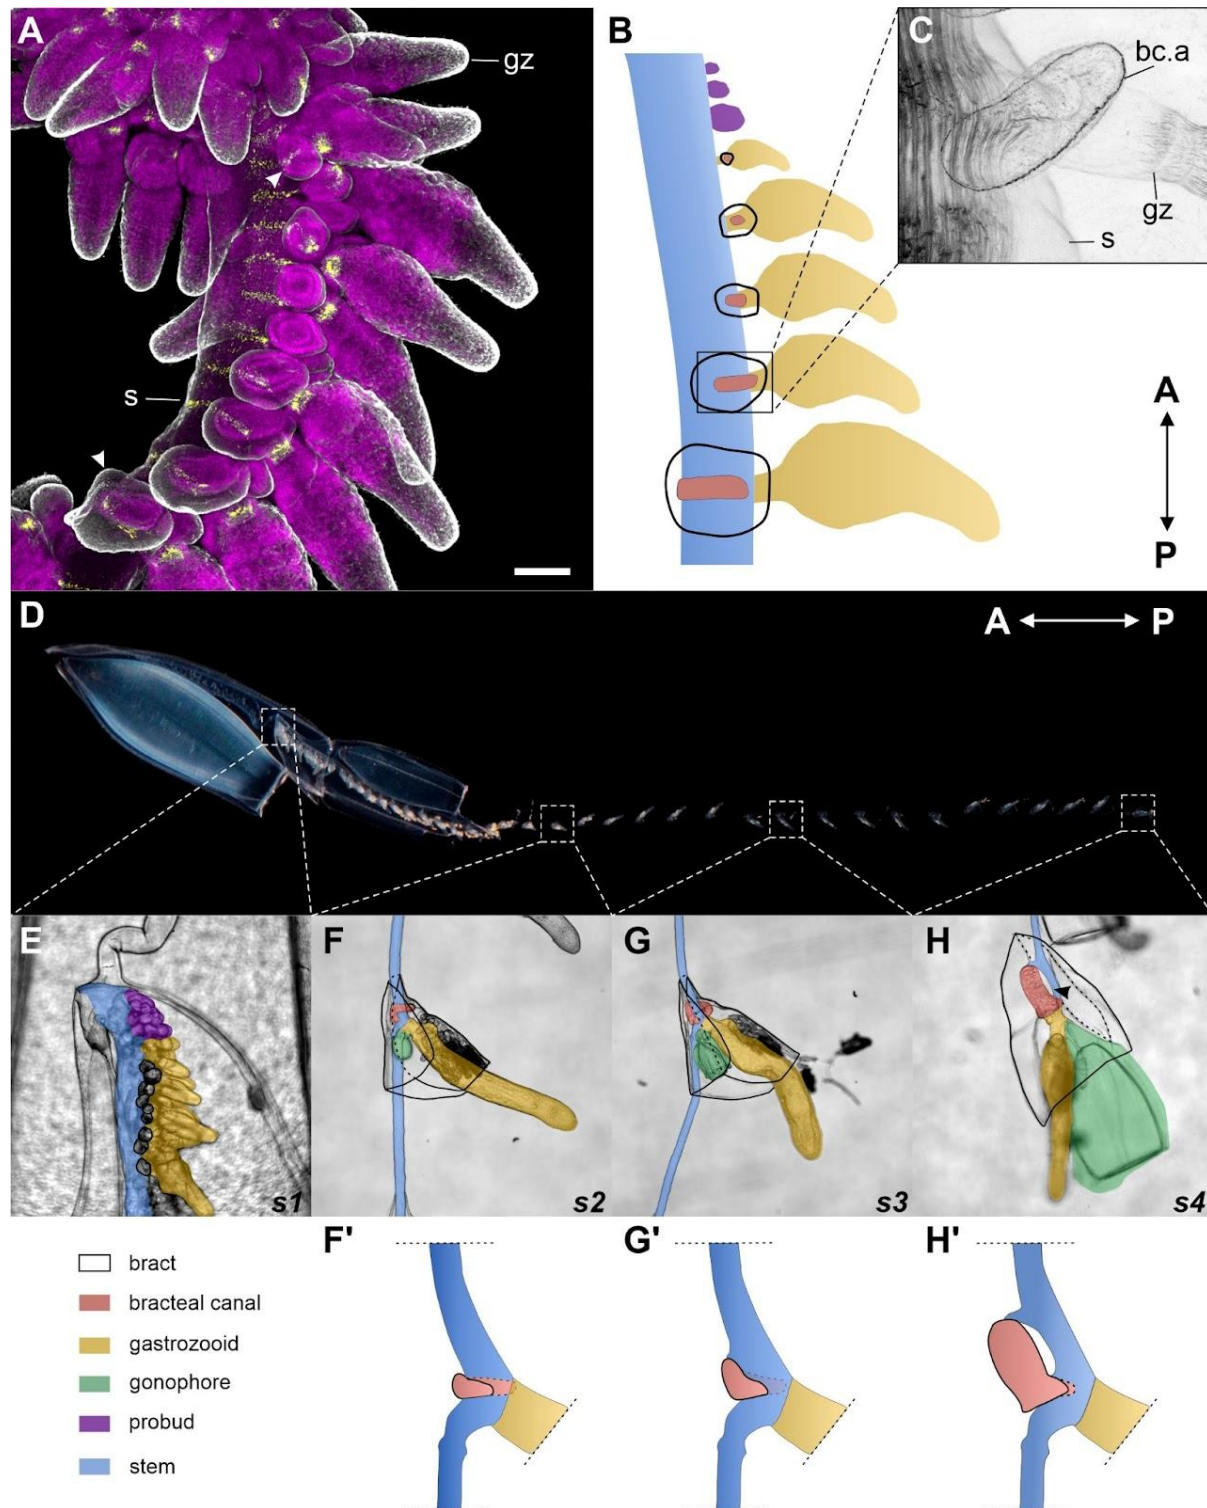 A
gz
s
B
A
P
C
bc.a
gz
s
D
A P
E
s1
F
s2
G
s3
H
s4
F'
G'
H'
bract
bracteal canal
gastrozooid
gonophore
probud
stem